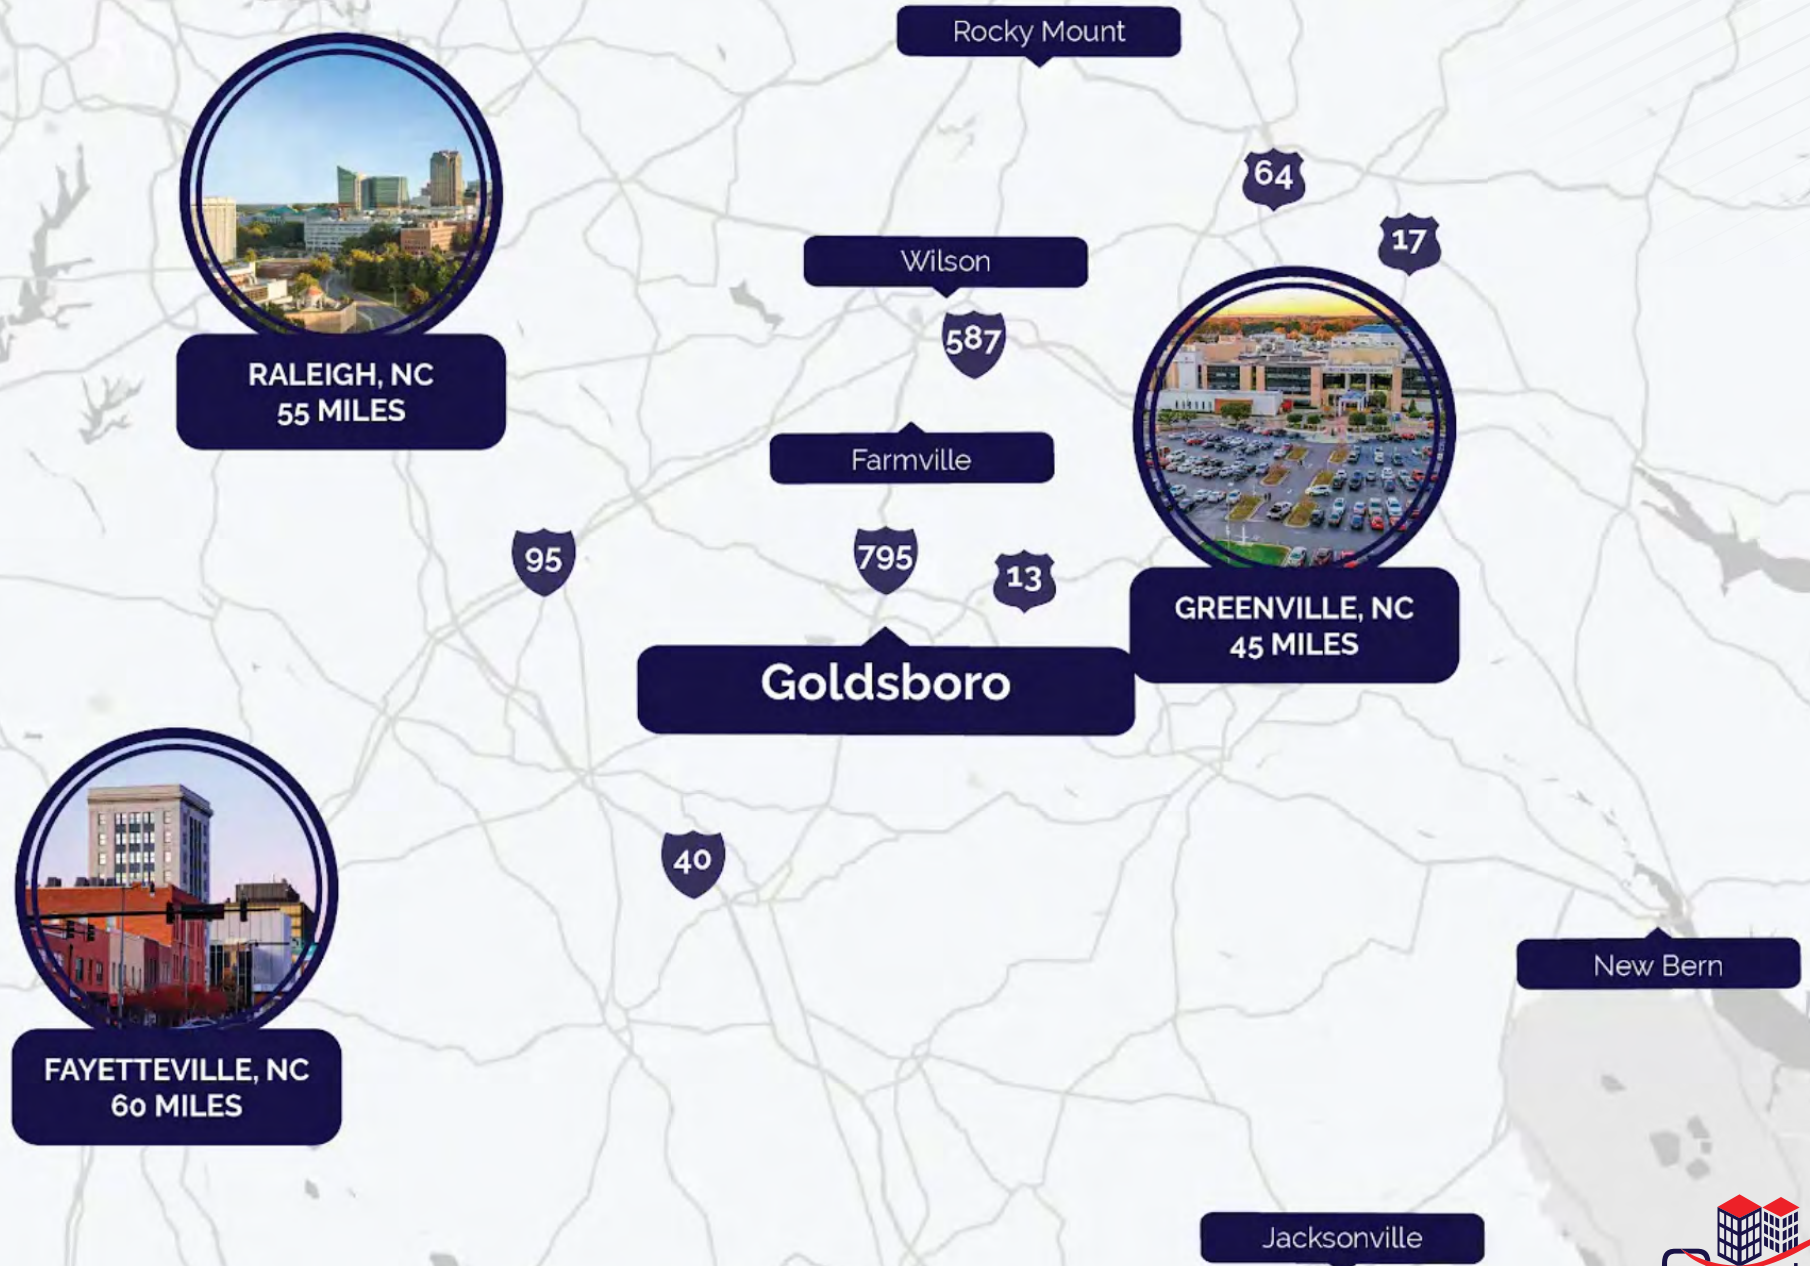 Rocky Mount
64
17
Wilson
587
RALEIGH, NC
55 MILES
Farmville
95
795
13
GREENVILLE, NC
45 MILES
Goldsboro
40
FAYETTEVILLE, NC
60 MILES
New Bern
Jacksonville